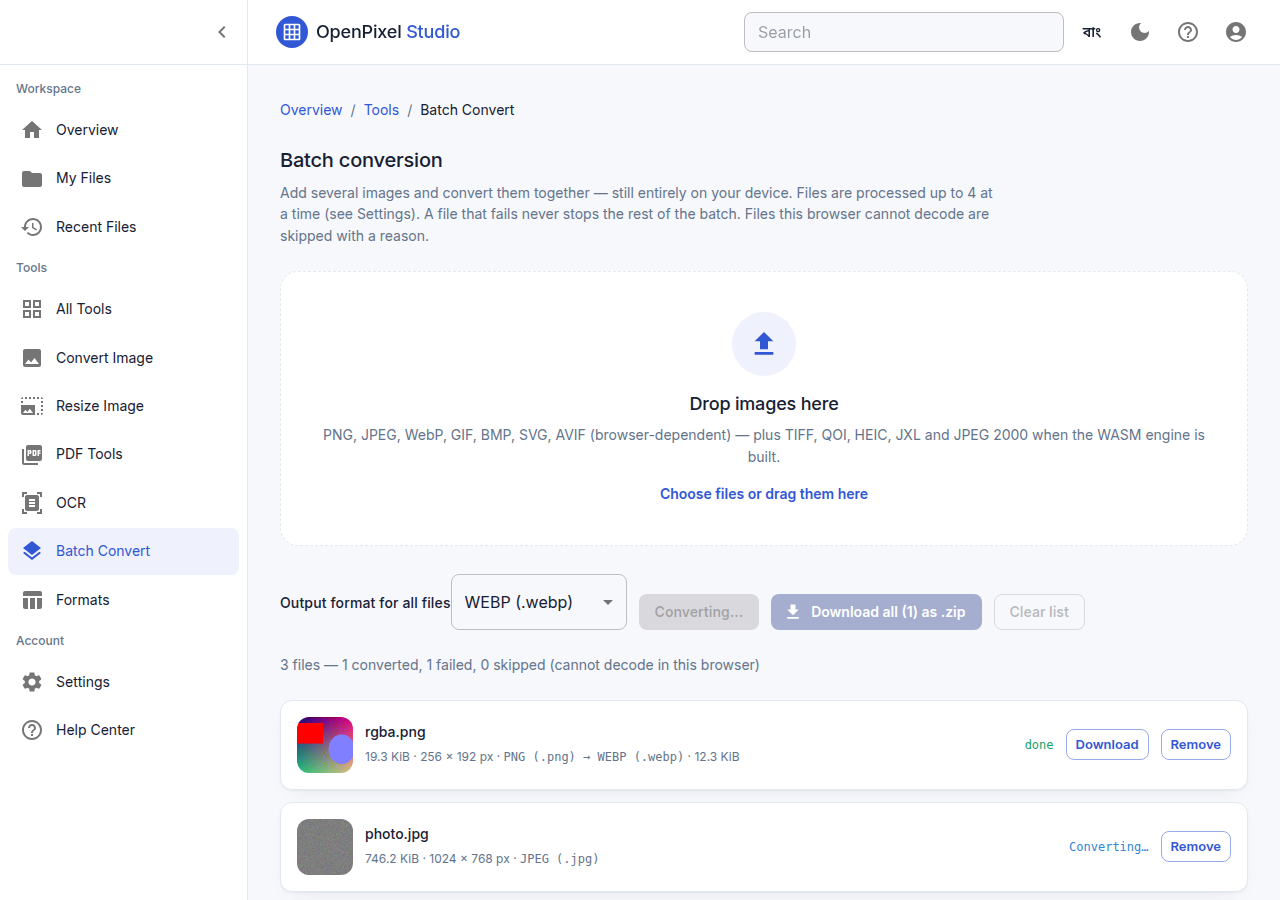 OpenPixel Studio
Search
বাং
Workspace
Overview
My Files
Recent Files
Tools
All Tools
Convert Image
Resize Image
PDF Tools
OCR
Batch Convert
Formats
Account
Settings
Help Center
Overview / Tools / Batch Convert
Batch conversion
Add several images and convert them together — still entirely on your device. Files are processed up to 4 at
a time (see Settings). A file that fails never stops the rest of the batch. Files this browser cannot decode are
skipped with a reason.
Drop images here
PNG, JPEG, WebP, GIF, BMP, SVG, AVIF (browser-dependent) — plus TIFF, QOI, HEIC, JXL and JPEG 2000 when the WASM engine is
built.
Choose files or drag them here
Output format for all files WEBP (.webp) Converting… Download all (1) as .zip Clear list
3 files — 1 converted, 1 failed, 0 skipped (cannot decode in this browser)
rgba.png
19.3 KiB · 256 × 192 px · PNG (.png) → WEBP (.webp) · 12.3 KiB
done Download Remove
photo.jpg
746.2 KiB · 1024 × 768 px · JPEG (.jpg)
Converting… Remove